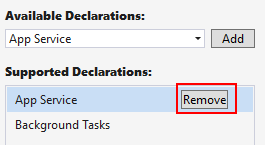 Available Declarations:
App Service Add
Supported Declarations:
App Service Remove
Background Tasks